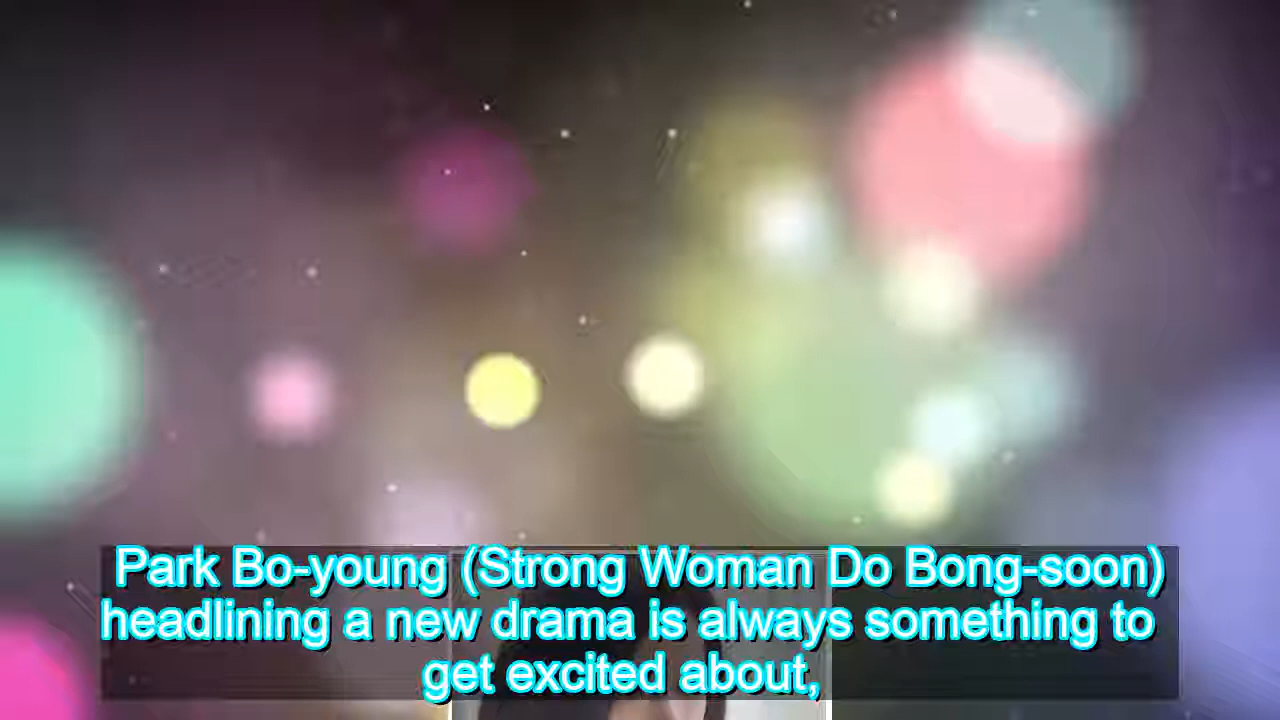 Park Bo-young (Strong Woman Do Bong-soon)
headlining a new drama is always something to
get excited about,